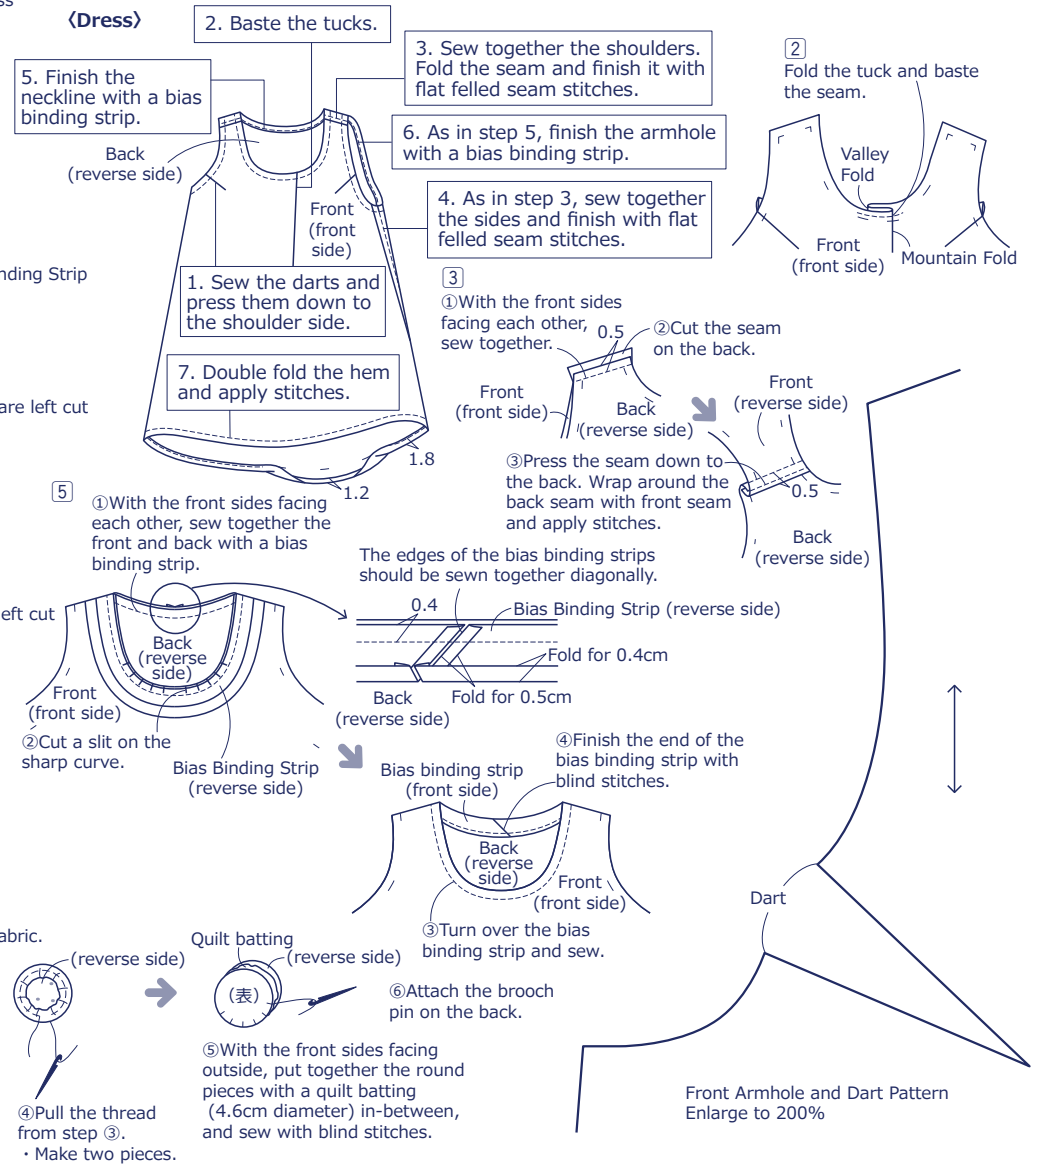 ss
〈Dress〉
2. Baste the tucks.
3. Sew together the shoulders.
Fold the seam and finish it with
flat felled seam stitches.
5. Finish the
neckline with a bias
binding strip.
6. As in step 5, finish the armhole
with a bias binding strip.
Back
(reverse side)
4. As in step 3, sew together
the sides and finish with flat
felled seam stitches.
Front
(front
side)
nding Strip
1. Sew the darts and
press them down to
the shoulder side.
7. Double fold the hem
and apply stitches.
are left cut
1.8
1.2
2
Fold the tuck and baste
the seam.
Valley
Fold
Front
(front side)
Mountain Fold
3
①With the front sides
facing each other,
sew together.
0.5
②Cut the seam
on the back.
Front
(front side)
Back
(reverse side)
Front
(reverse side)
③Press the seam down to
the back. Wrap around the
back seam with front seam
and apply stitches.
0.5
Back
(reverse side)
5
①With the front sides facing
each other, sew together the
front and back with a bias
binding strip.
The edges of the bias binding strips
should be sewn together diagonally.
eft cut
0.4
Bias Binding Strip (reverse side)
Back
(reverse
side)
Fold for 0.4cm
Fold for 0.5cm
Back
(reverse side)
Front
(front side)
②Cut a slit on the
sharp curve.
Bias Binding Strip
(reverse side)
④Finish the end of the
bias binding strip with
blind stitches.
Bias binding strip
(front side)
Back
(reverse
side)
Front
(front side)
③Turn over the bias
binding strip and sew.
Dart
abric.
(reverse side)
Quilt batting
(reverse side)
(表)
⑥Attach the brooch
pin on the back.
④Pull the thread
from step ③.
・Make two pieces.
⑤With the front sides facing
outside, put together the round
pieces with a quilt batting
(4.6cm diameter) in-between,
and sew with blind stitches.
Front Armhole and Dart Pattern
Enlarge to 200%